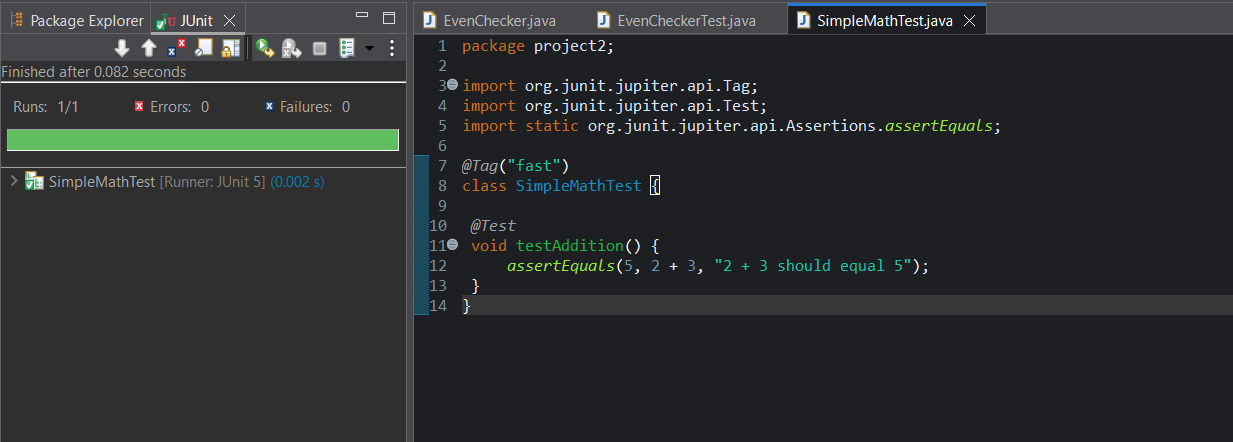 Package Explorer
JUnit
Finished after 0.082 seconds
Runs: 1/1
Errors: 0
Failures: 0
SimpleMathTest [Runner: JUnit 5] (0.002 s)
EvenChecker.java
EvenCheckerTest.java
SimpleMathTest.java
1 package project2;
2
3 import org.junit.jupiter.api.Tag;
4 import org.junit.jupiter.api.Test;
5 import static org.junit.jupiter.api.Assertions.assertEquals;
6
7 @Tag("fast")
8 class SimpleMathTest {
9
10 @Test
11 void testAddition() {
12 assertEquals(5, 2 + 3, "2 + 3 should equal 5");
13 }
14 }